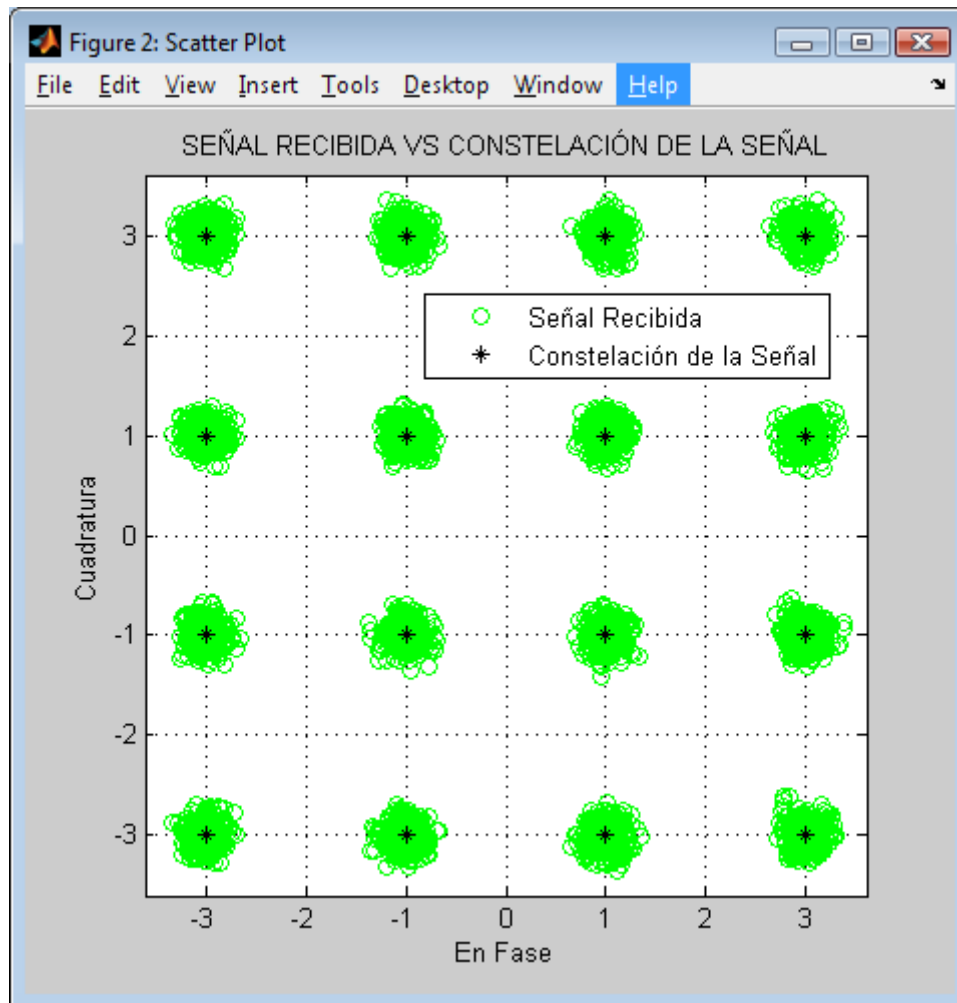 Figure 2: Scatter Plot
File Edit View Insert Tools Desktop Window Help
SEÑAL RECIBIDA VS CONSTELACIÓN DE LA SEÑAL
3
2
1
0
-1
-2
-3
Cuadratura
Señal Recibida
Constelación de la Señal
-3 -2 -1 0 1 2 3
En Fase